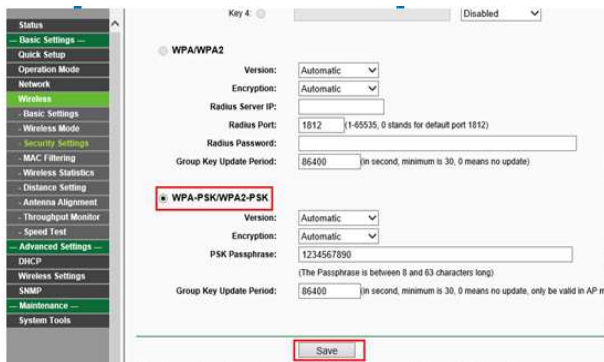 Status
— Basic Settings —
Quick Setup
Operation Mode
Network
Wireless
- Basic Settings
- Wireless Mode
- Security Settings
- MAC Filtering
- Wireless Statistics
- Distance Setting
- Antenna Alignment
- Throughput Monitor
- Speed Test
— Advanced Settings —
DHCP
Wireless Settings
SNMP
— Maintenance —
System Tools
Key 4: Disabled
WPA/WPA2
Version: Automatic
Encryption: Automatic
Radius Server IP:
Radius Port: 1812 (1-65535, 0 stands for default port 1812)
Radius Password:
Group Key Update Period: 86400 (in second, minimum is 30, 0 means no update)
WPA-PSK/WPA2-PSK
Version: Automatic
Encryption: Automatic
PSK Passphrase: 1234567890
(The Passphrase is between 8 and 63 characters long)
Group Key Update Period: 86400 (in second, minimum is 30, 0 means no update, only be valid in AP m
Save